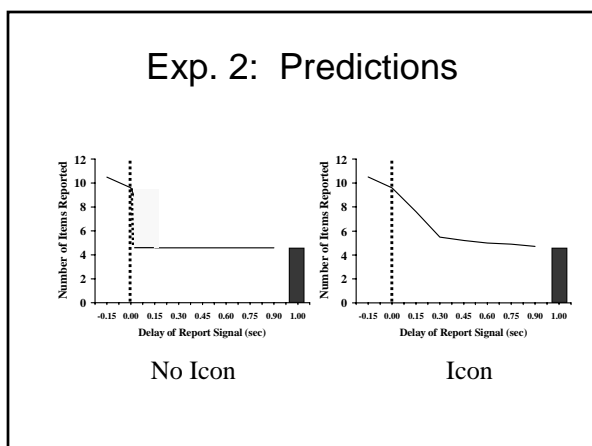 Exp. 2: Predictions
Number of Items Reported
12
10
8
6
4
2
0
-0.15 0.00 0.15 0.30 0.45 0.60 0.75 0.90 1.00
Delay of Report Signal (sec)
No Icon
Number of Items Reported
12
10
8
6
4
2
0
-0.15 0.00 0.15 0.30 0.45 0.60 0.75 0.90 1.00
Delay of Report Signal (sec)
Icon